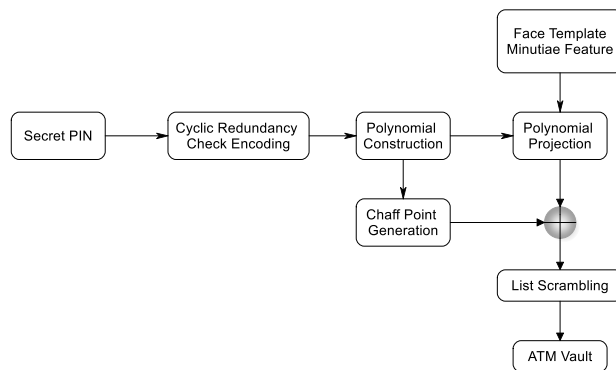 Face Template
Minutiae Feature
Secret PIN
Cyclic Redundancy
Check Encoding
Polynomial
Construction
Polynomial
Projection
Chaff Point
Generation
List Scrambling
ATM Vault